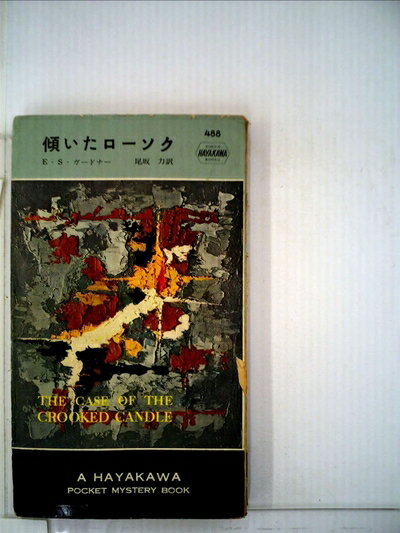 傾いたローソク
488
HAYAKAWA
E・S・ガードナー 尾坂 力訳
THE CASE OF THE
CROOKED CANDLE
A HAYAKAWA
POCKET MYSTERY BOOK